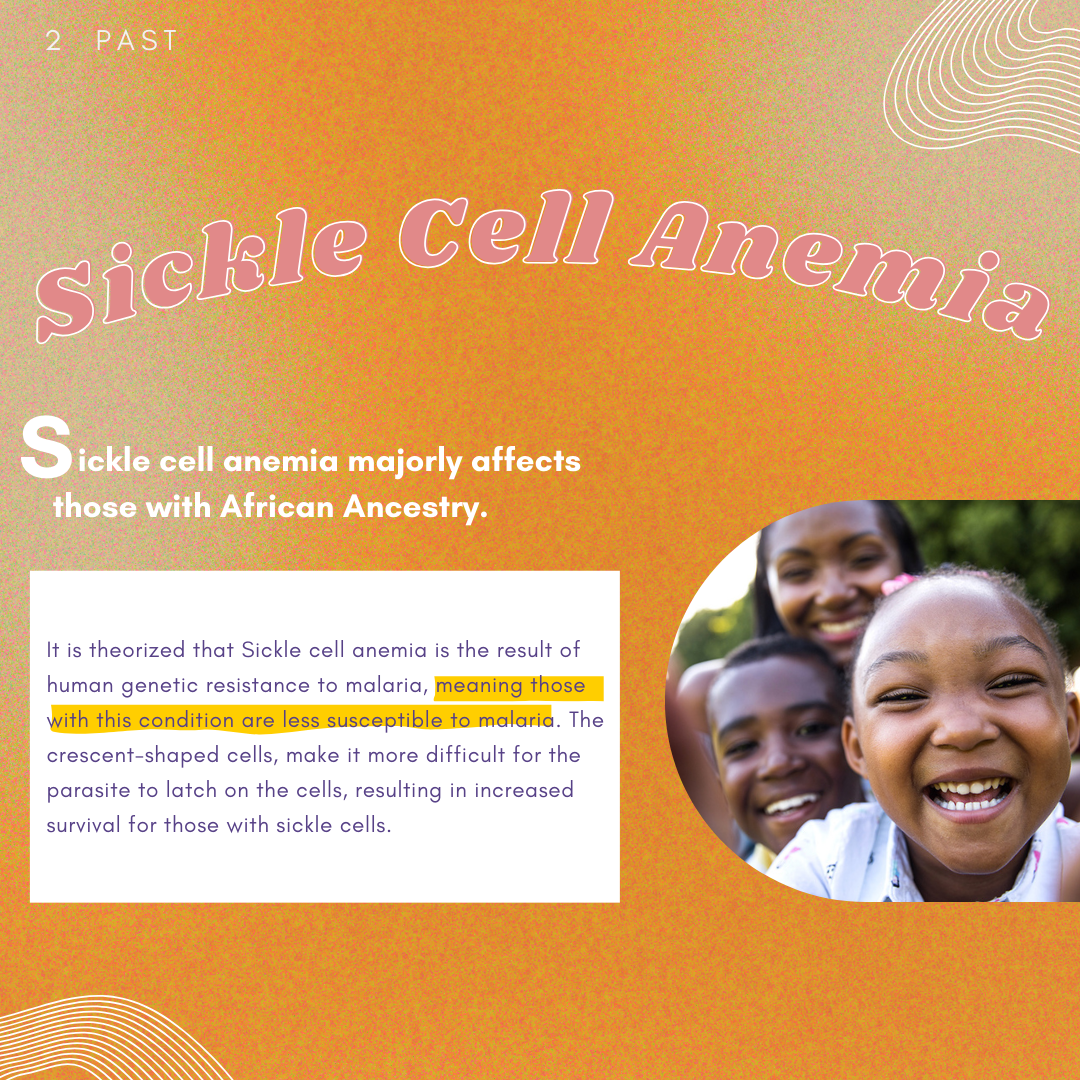 2 PAST
Sickle Cell Anemia
Sickle cell anemia majorly affects
those with African Ancestry.
It is theorized that Sickle cell anemia is the result of
human genetic resistance to malaria, meaning those
with this condition are less susceptible to malaria. The
crescent-shaped cells, make it more difficult for the
parasite to latch on the cells, resulting in increased
survival for those with sickle cells.